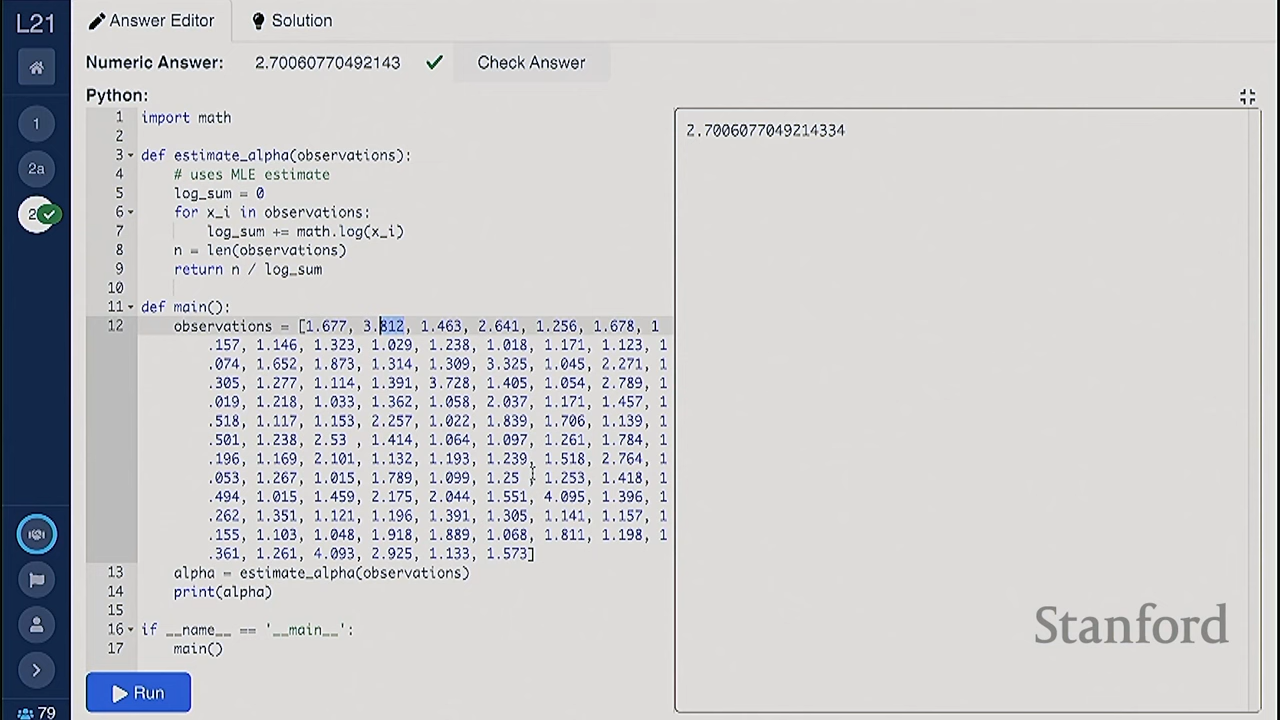 L21
Answer Editor
Solution
Numeric Answer: 2.70060770492143
Check Answer
Python:
1 import math
2
3 def estimate_alpha(observations):
4 # uses MLE estimate
5 log_sum = 0
6 for x_i in observations:
7 log_sum += math.log(x_i)
8 n = len(observations)
9 return n / log_sum
10
11 def main():
12 observations = [1.677, 3.812, 1.463, 2.641, 1.256, 1.678, 1
.157, 1.146, 1.323, 1.029, 1.238, 1.018, 1.171, 1.123, 1
.074, 1.652, 1.873, 1.314, 1.309, 3.325, 1.045, 2.271, 1
.305, 1.277, 1.114, 1.391, 3.728, 1.405, 1.054, 2.789, 1
.019, 1.218, 1.033, 1.362, 1.058, 2.037, 1.171, 1.457, 1
.518, 1.117, 1.153, 2.257, 1.022, 1.839, 1.706, 1.139, 1
.501, 1.238, 2.53 , 1.414, 1.064, 1.097, 1.261, 1.784, 1
.196, 1.169, 2.101, 1.132, 1.193, 1.239, 1.518, 2.764, 1
.053, 1.267, 1.015, 1.789, 1.099, 1.25 , 1.253, 1.418, 1
.494, 1.015, 1.459, 2.175, 2.044, 1.551, 4.095, 1.396, 1
.262, 1.351, 1.121, 1.196, 1.391, 1.305, 1.141, 1.157, 1
.155, 1.103, 1.048, 1.918, 1.889, 1.068, 1.811, 1.198, 1
.361, 1.261, 4.093, 2.925, 1.133, 1.573]
13 alpha = estimate_alpha(observations)
14 print(alpha)
15
16 if __name__ == '__main__':
17 main()
Run
2.7006077049214334
1
2a
79
Stanford